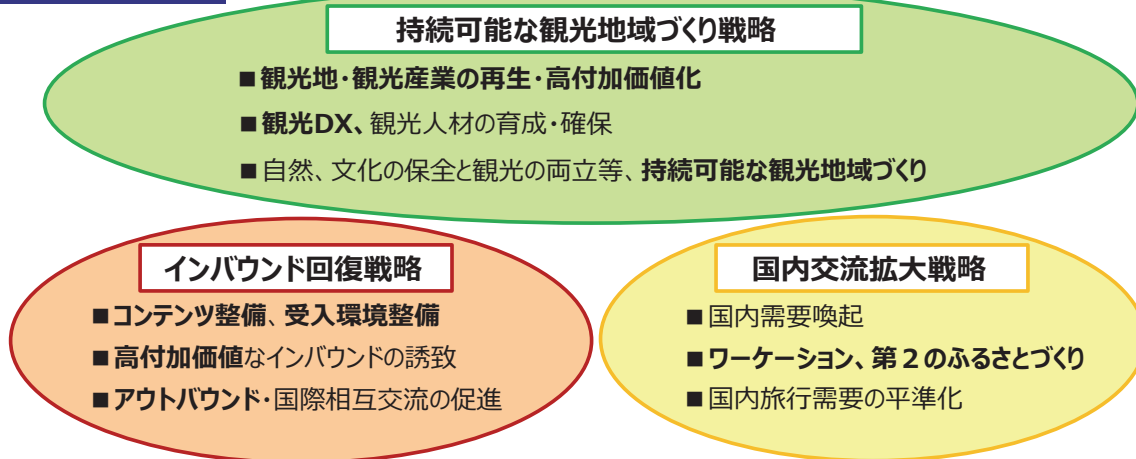 持続可能な観光地域づくり戦略
■観光地・観光産業の再生・高付加価値化
■観光DX、観光人材の育成・確保
■自然、文化の保全と観光の両立等、持続可能な観光地域づくり
インバウンド回復戦略
■コンテンツ整備、受入環境整備
■高付加価値なインバウンドの誘致
■アウトバウンド・国際相互交流の促進
国内交流拡大戦略
■国内需要喚起
■ワーケーション、第２のふるさとづくり
■国内旅行需要の平準化